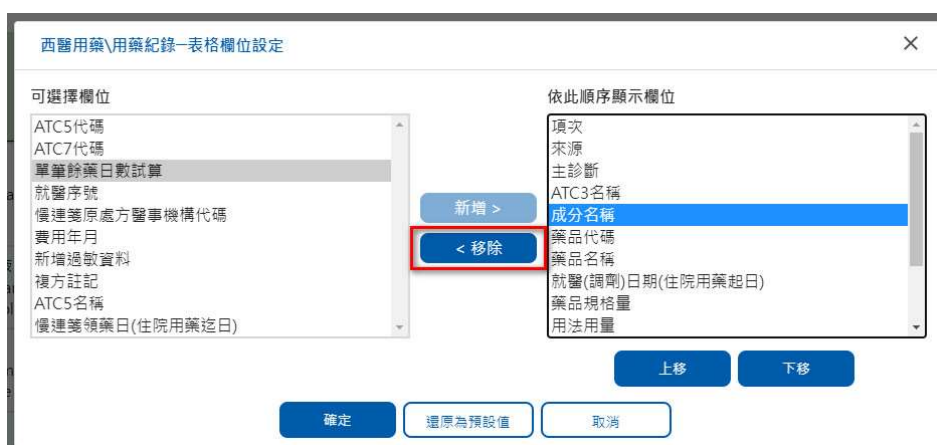 西醫用藥\用藥紀錄─表格欄位設定
可選擇欄位
ATC5代碼
ATC7代碼
單筆餘藥日數試算
就醫序號
慢連箋原處方醫事機構代碼
費用年月
新增過敏資料
複方註記
ATC5名稱
慢連箋領藥日(住院用藥迄日)
新增 >
< 移除
依此順序顯示欄位
項次
來源
主診斷
ATC3名稱
成分名稱
藥品代碼
藥品名稱
就醫(調劑)日期(住院用藥起日)
藥品規格量
用法用量
上移
下移
確定
還原為預設值
取消